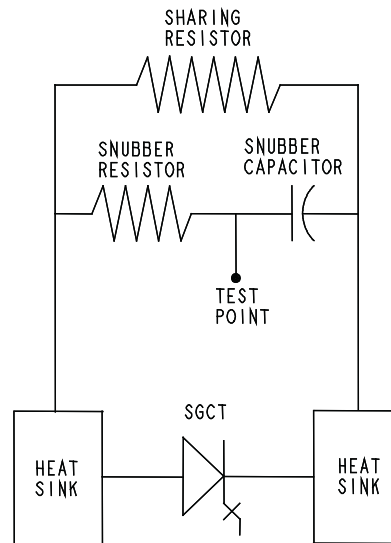 SHARING
RESISTOR
SNUBBER
RESISTOR
SNUBBER
CAPACITOR
TEST
POINT
SGCT
HEAT
SINK
HEAT
SINK